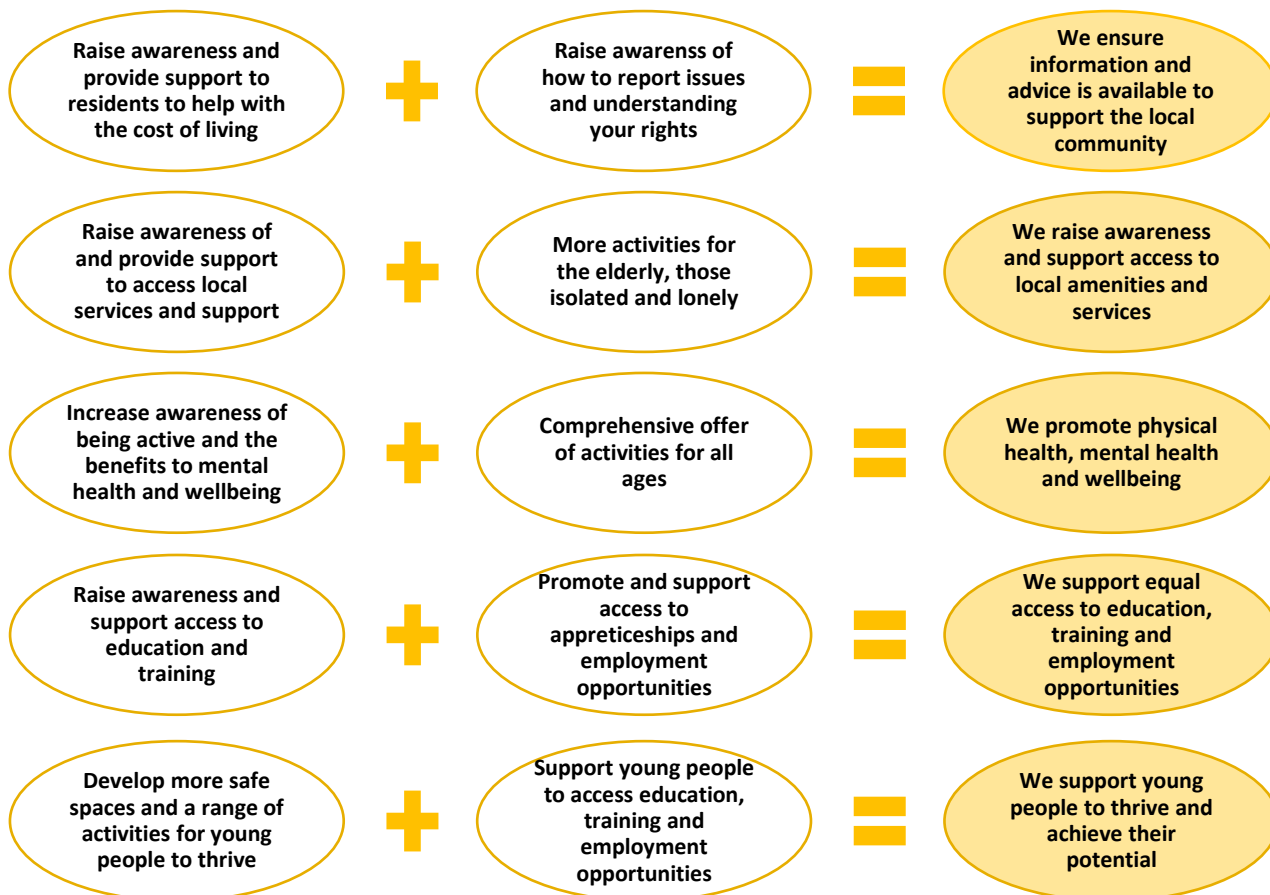 Raise awareness and
provide support to
residents to help with
the cost of living
Raise awarenss of
how to report issues
and understanding
your rights
We ensure
information and
advice is available to
support the local
community
Raise awareness of
and provide support
to access local
services and support
More activities for
the elderly, those
isolated and lonely
We raise awareness
and support access to
local amenities and
services
Increase awareness of
being active and the
benefits to mental
health and wellbeing
Comprehensive offer
of activities for all
ages
We promote physical
health, mental health
and wellbeing
Raise awareness and
support access to
education and
training
Promote and support
access to
appreticeships and
employment
opportunities
We support equal
access to education,
training and
employment
opportunities
Develop more safe
spaces and a range of
activities for young
people to thrive
Support young people
to access education,
training and
employment
opportunities
We support young
people to thrive and
achieve their
potential